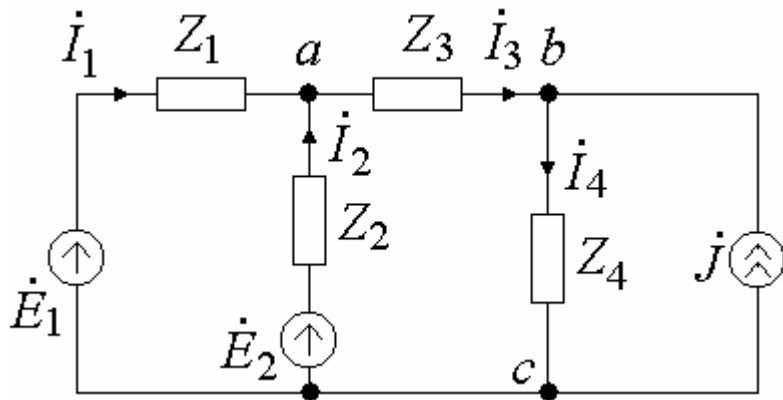 İ₁ Z₁ a Z₃ İ₃ b
İ₂ İ₄
Z₂ Z₄ J̇
Ė₁ Ė₂ c